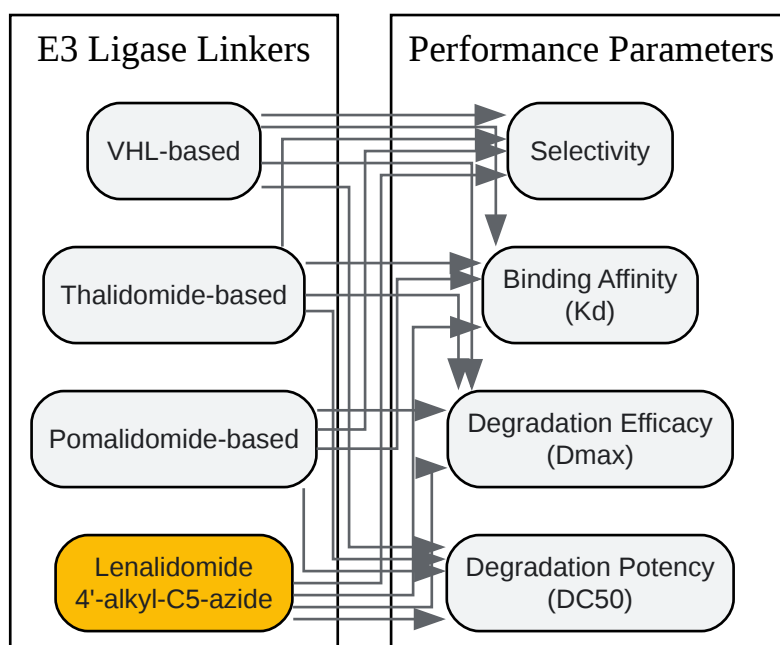 E3 Ligase Linkers
VHL-based
Thalidomide-based
Pomalidomide-based
Lenalidomide
4'-alkyl-C5-azide
Performance Parameters
Selectivity
Binding Affinity
(Kd)
Degradation Efficacy
(Dmax)
Degradation Potency
(DC50)